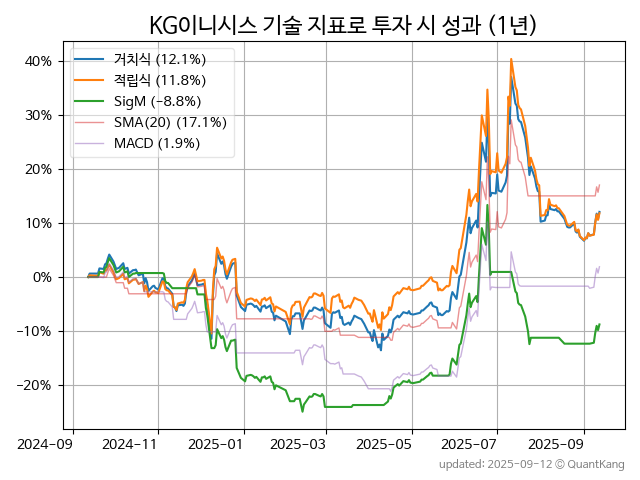 KG이니시스 기술 지표로 투자 시 성과 (1년)
거치식 (12.1%)
적립식 (11.8%)
SigM (-8.8%)
SMA(20) (17.1%)
MACD (1.9%)
40%
30%
20%
10%
0%
-10%
-20%
2024-09 2024-11 2025-01 2025-03 2025-05 2025-07 2025-09
updated: 2025-09-12 © QuantKang